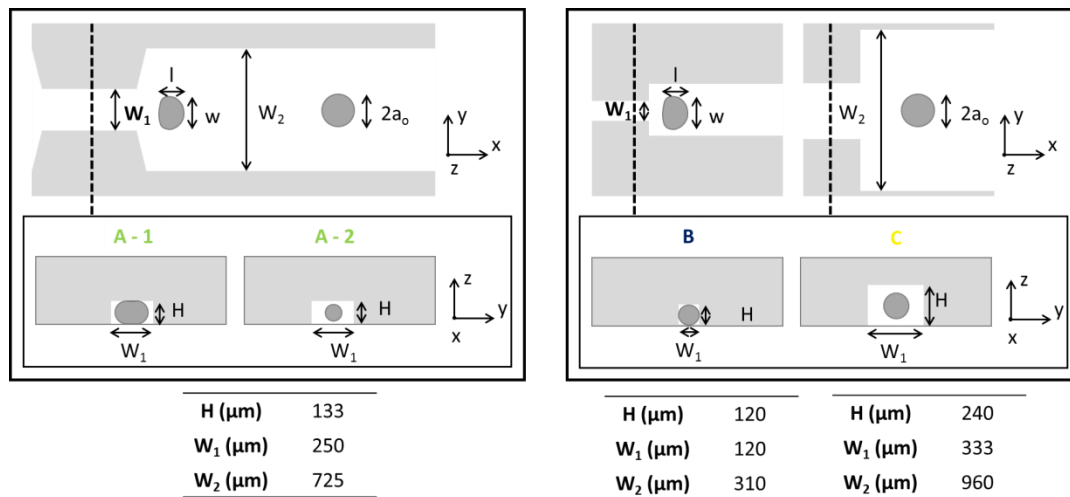 l
W₁
w
W₂
2aₒ
y
x
z
A - 1
A - 2
H
W₁
H
W₁
z
y
x
H (μm) 133
W₁ (μm) 250
W₂ (μm) 725
l
W₁
w
W₂
2aₒ
y
x
z
B
C
H
W₁
H
W₁
z
y
x
H (μm) 120
W₁ (μm) 120
W₂ (μm) 310
H (μm) 240
W₁ (μm) 333
W₂ (μm) 960